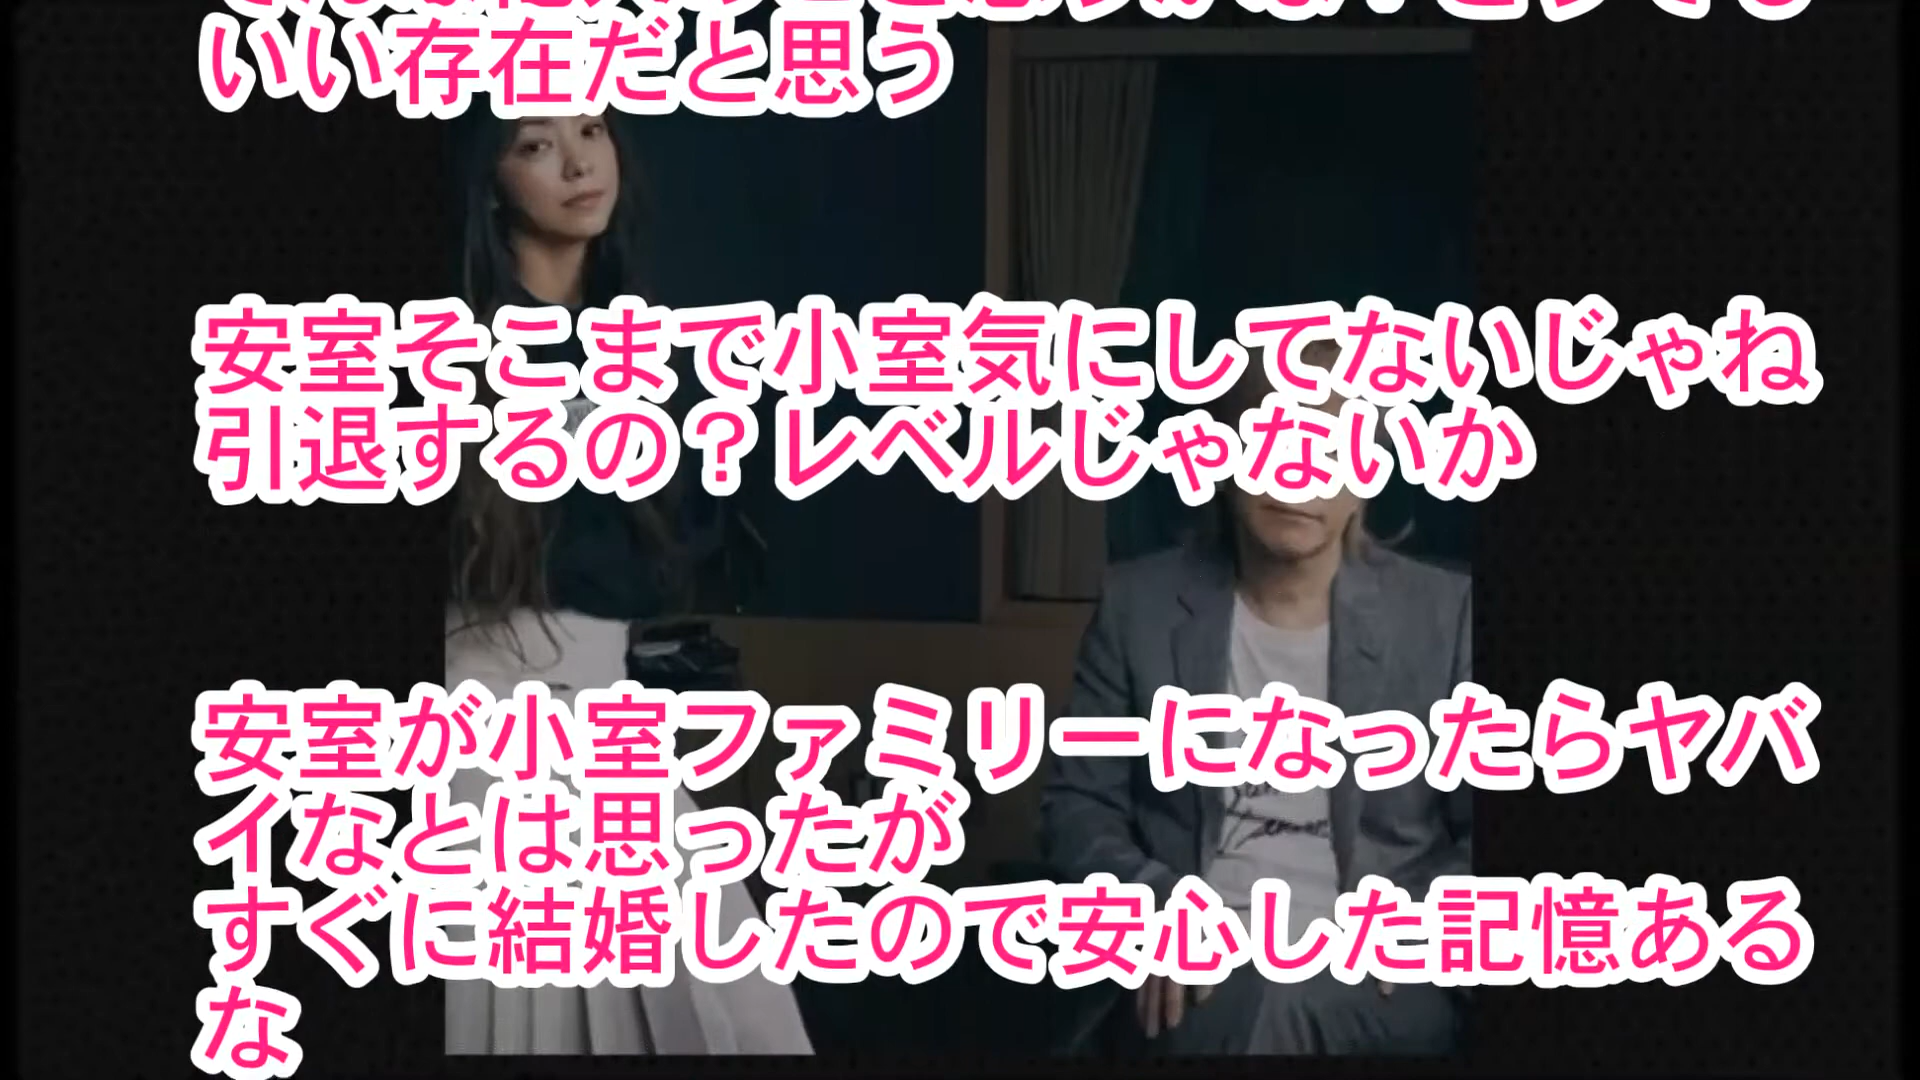 いい存在だと思う
安室そこまで小室気にしてないじゃね
引退するの？レベルじゃないか
安室が小室ファミリーになったらヤバ
イなとは思ったが
すぐに結婚したので安心した記憶ある
な